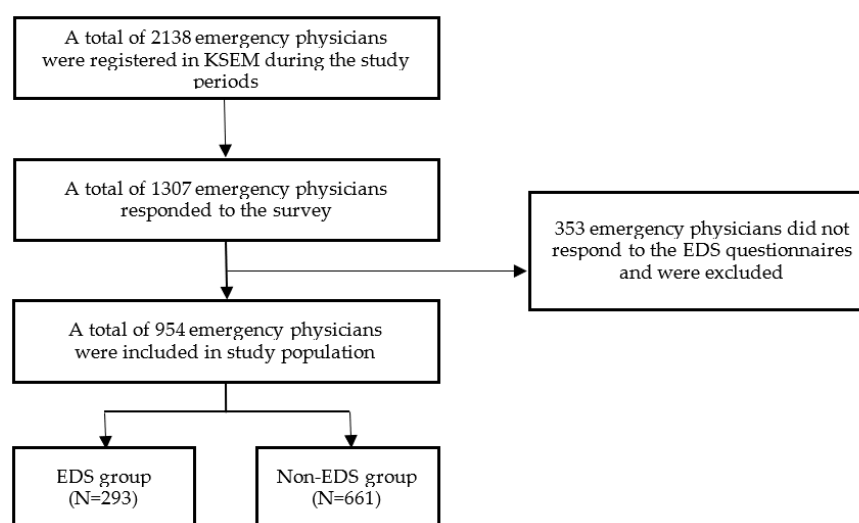 A total of 2138 emergency physicians
were registered in KSEM during the study
periods
A total of 1307 emergency physicians
responded to the survey
353 emergency physicians did not
respond to the EDS questionnaires
and were excluded
A total of 954 emergency physicians
were included in study population
EDS group
(N=293)
Non-EDS group
(N=661)